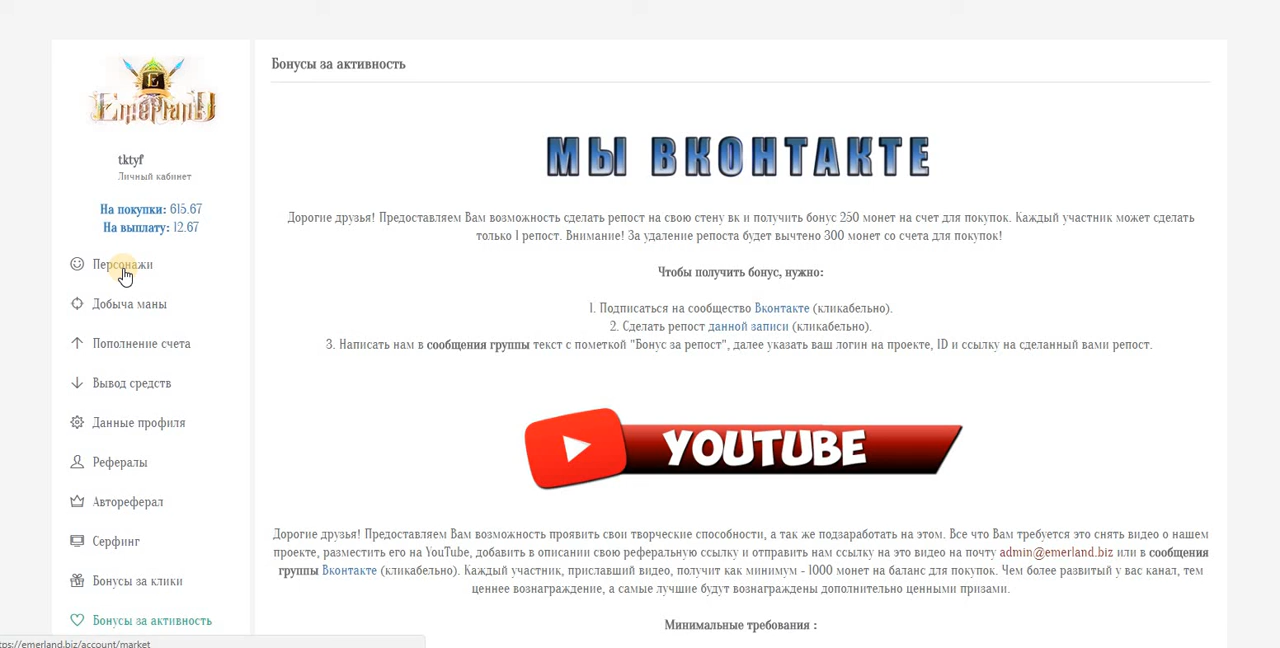 Бонусы за активность
E
Emerland
tktyf
Личный кабинет
На покупки: 615.67
На выплату: 12.67
Персонажи
Добыча маны
Пополнение счета
Вывод средств
Данные профиля
Рефералы
Автореферал
Серфинг
Бонусы за клики
Бонусы за активность
МЫ ВКОНТАКТЕ
Дорогие друзья! Предоставляем Вам возможность сделать репост на свою стену вк и получить бонус 250 монет на счет для покупок. Каждый участник может сделать
только 1 репост. Внимание! За удаление репоста будет вычтено 300 монет со счета для покупок!
Чтобы получить бонус, нужно:
1. Подписаться на сообщество Вконтакте (кликабельно).
2. Сделать репост данной записи (кликабельно).
3. Написать нам в сообщения группы текст с пометкой "Бонус за репост", далее указать ваш логин на проекте, ID и ссылку на сделанный вами репост.
YOUTUBE
Дорогие друзья! Предоставляем Вам возможность проявить свои творческие способности, а так же подзаработать на этом. Все что Вам требуется это снять видео о нашем
проекте, разместить его на YouTube, добавить в описании свою реферальную ссылку и отправить нам ссылку на это видео на почту admin@emerland.biz или в сообщения
группы Вконтакте (кликабельно). Каждый участник, приславший видео, получит как минимум - 1000 монет на баланс для покупок. Чем более развитый у вас канал, тем
ценнее вознаграждение, а самые лучшие будут вознаграждены дополнительно ценными призами.
Минимальные требования :
tps://emerland.biz/account/market